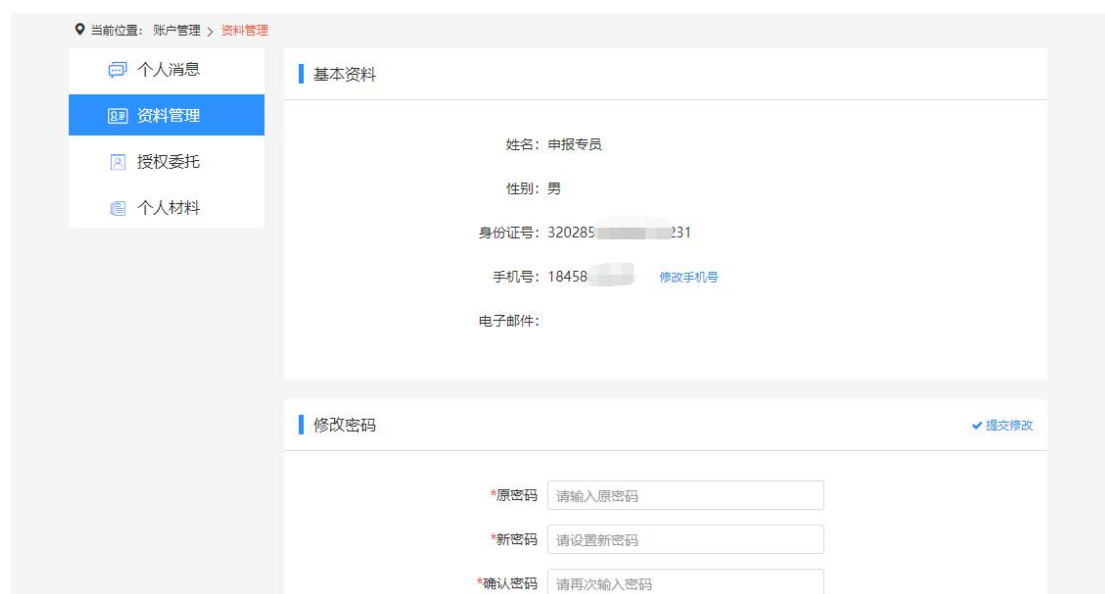 当前位置： 账户管理 > 资料管理
个人消息
资料管理
授权委托
个人材料
基本资料
姓名：申报专员
性别：男
身份证号：320285 231
手机号：18458 修改手机号
电子邮件：
修改密码
提交修改
*原密码 请输入原密码
*新密码 请设置新密码
*确认密码 请再次输入密码